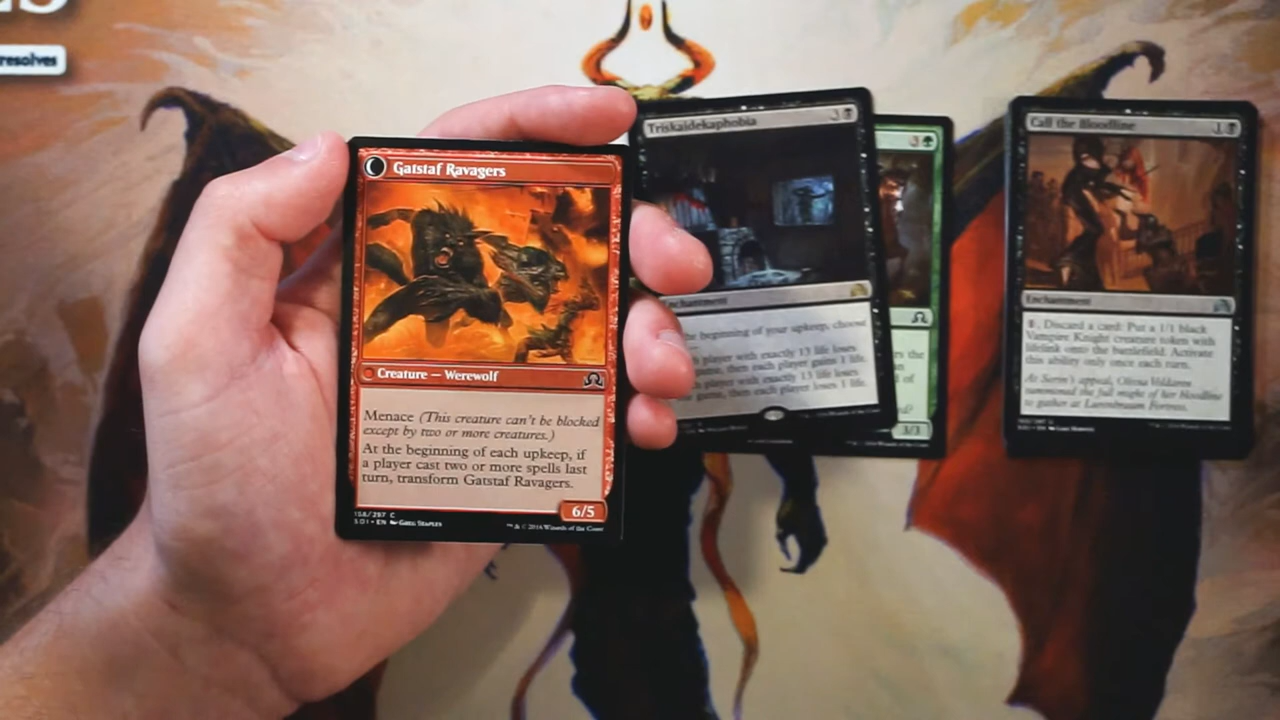 resolves
Gatstaf Ravagers
Creature — Werewolf
Menace (This creature can't be blocked
except by two or more creatures.)
At the beginning of each upkeep, if
a player cast two or more spells last
turn, transform Gatstaf Ravagers.
6/5
158/297 C
SOI • EN Greg Staples
™ & © 2016 Wizards of the Coast
Triskaidekaphobia
3
Enchantment
he beginning of your upkeep, choose
player with exactly 13 life loses
game, then each player gains 1 life.
player with exactly 13 life loses
game, then each player loses 1 life.
3
3/3
Call the Bloodline
1
Enchantment
1, Discard a card: Put a 1/1 black
Vampire Knight creature token with
lifelink onto the battlefield. Activate
this ability only once each turn.
At Sorin's appeal, Olivia Voldaren
summoned the full might of her bloodline
to gather at Lurenbraum Fortress.